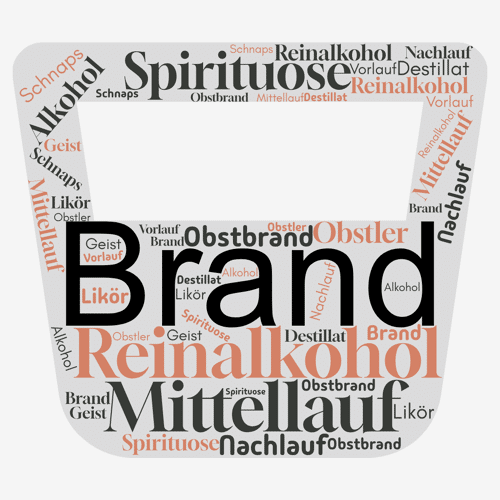 Schnaps
Schnaps
Reinalkohol
Nachlauf
Alkohol
Spirituose
Vorlauf
Destillat
Schnaps
Obstbrand
Mittellauf
Destillat
Reinalkohol
Vorlauf
Geist
Schnaps
Reinalkohol
Mittellauf
Mittellauf
Likör
Obstler
Brand
Nachlauf
Vorlauf
Brand
Obstbrand
Obstler
Obstler
Geist
Vorlauf
Brand
Likör
Destillat
Likör
Alkohol
Nachlauf
Alkohol
Spirituose
Alkohol
Obstler
Geist
Destillat
Brand
Reinalkohol
Brand
Geist
Mittellauf
Spirituose
Obstbrand
Likör
Spirituose
Nachlauf
Obstbrand